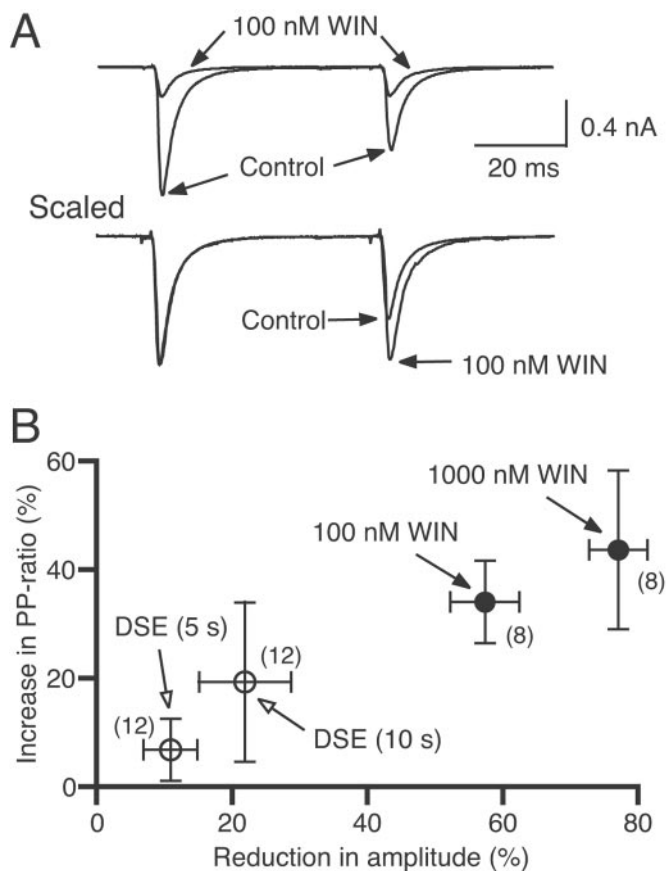 A
100 nM WIN
0.4 nA
20 ms
Control
Scaled
Control
100 nM WIN
B
Increase in PP-ratio (%)
60
40
20
0
1000 nM WIN
100 nM WIN
(8)
(8)
DSE (5 s)
(12)
(12)
DSE (10 s)
0 20 40 60 80
Reduction in amplitude (%)